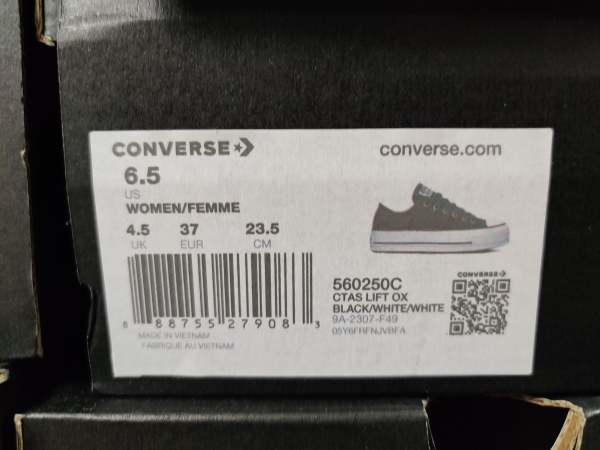 CONVERSE
converse.com
6.5
US
WOMEN/FEMME
4.5 37 23.5
UK EUR CM
CONVERSE
560250C
CTAS LIFT OX
BLACK/WHITE/WHITE
9A-2307-F49
05Y6FRFNJVBFA
88755 27908 3
MADE IN VIETNAM
FABRIQUE AU VIETNAM